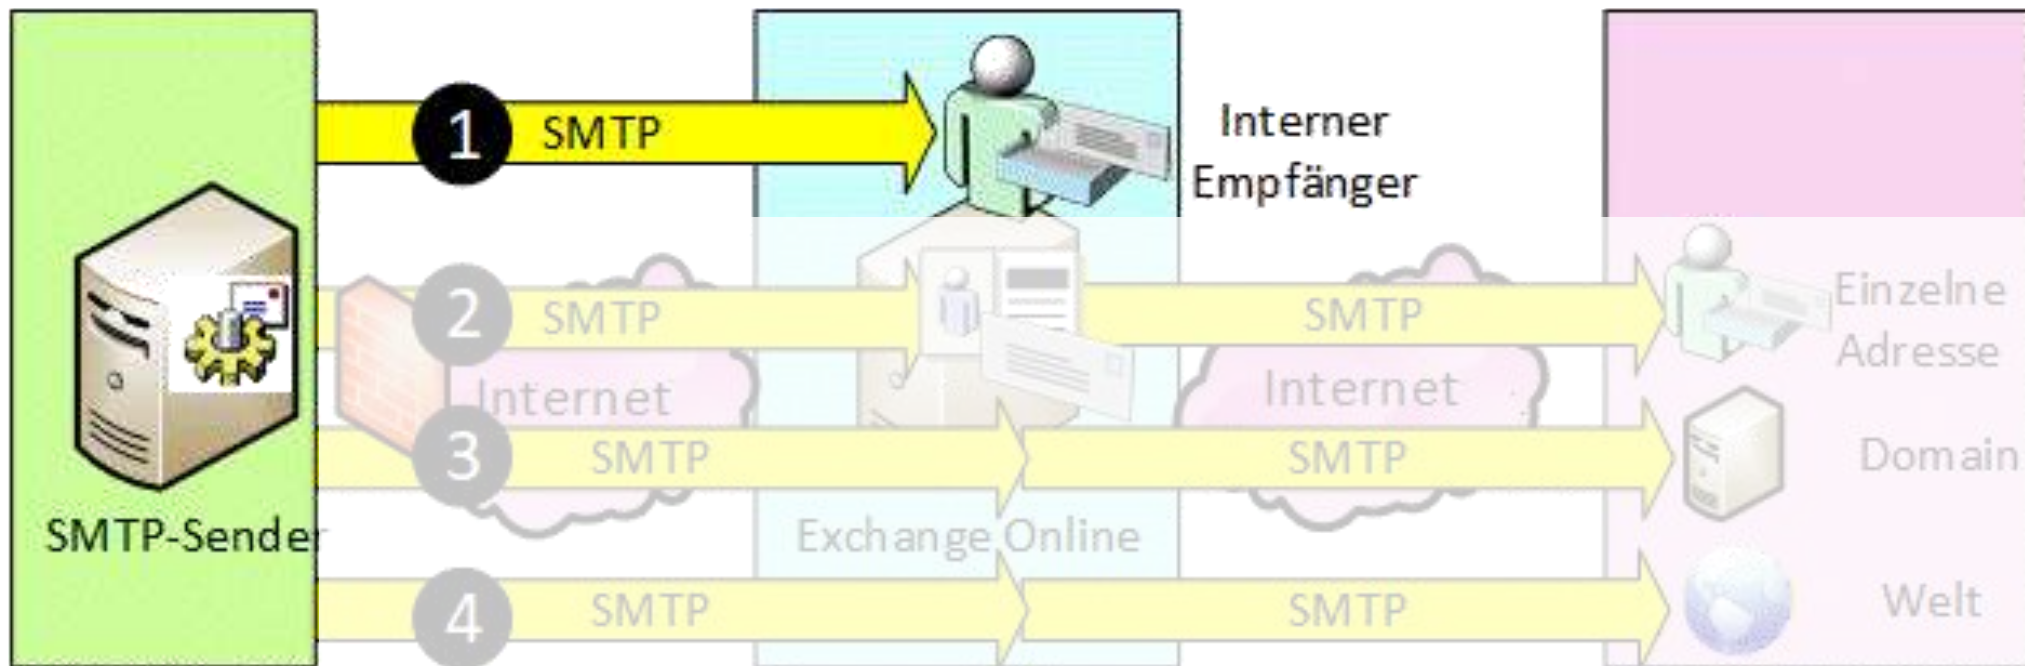 1 SMTP
Interner
Empfänger
2 SMTP
SMTP
Einzelne
Adresse
Internet
Internet
3 SMTP
SMTP
Domain
SMTP-Sender
Exchange Online
4 SMTP
SMTP
Welt